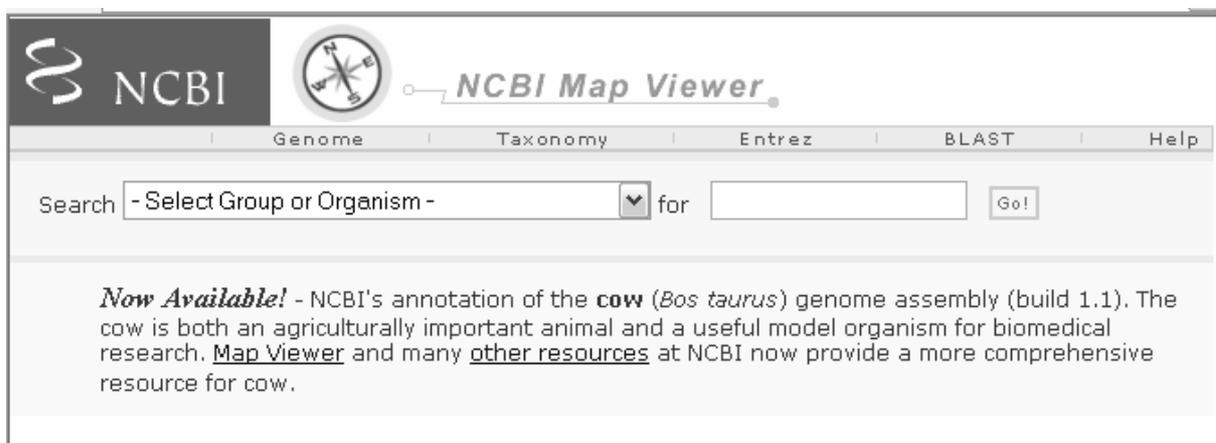 NCBI
N E S W
NCBI Map Viewer
Genome Taxonomy Entrez BLAST Help
Search - Select Group or Organism - for Go!
Now Available! - NCBI's annotation of the cow (Bos taurus) genome assembly (build 1.1). The
cow is both an agriculturally important animal and a useful model organism for biomedical
research. Map Viewer and many other resources at NCBI now provide a more comprehensive
resource for cow.